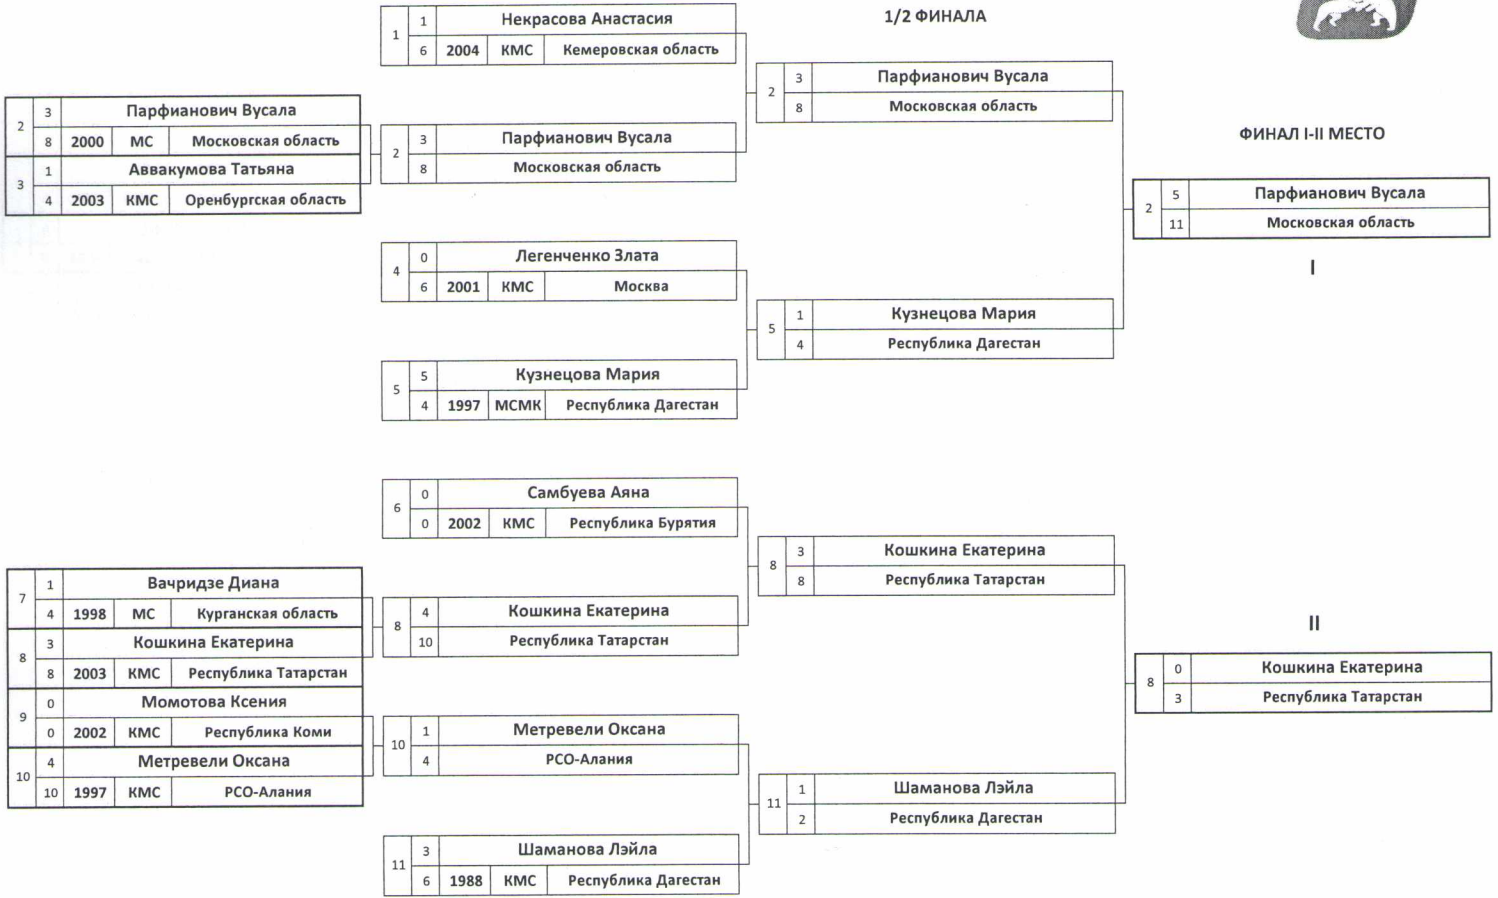 1/2 ФИНАЛА
ФИНАЛ I-II МЕСТО
2 3 Парфианович Вусала
8 2000 МС Московская область
3 1 Аввакумова Татьяна
4 2003 КМС Оренбургская область
7 1 Вачридзе Диана
4 1998 МС Курганская область
8 3 Кошкина Екатерина
8 2003 КМС Республика Татарстан
9 0 Момотова Ксения
0 2002 КМС Республика Коми
10 4 Метревели Оксана
10 1997 КМС РСО-Алания
1 1 Некрасова Анастасия
6 2004 КМС Кемеровская область
2 3 Парфианович Вусала
8 Московская область
4 0 Легенченко Злата
6 2001 КМС Москва
5 5 Кузнецова Мария
4 1997 МСМК Республика Дагестан
6 0 Самбуева Аяна
0 2002 КМС Республика Бурятия
8 4 Кошкина Екатерина
10 Республика Татарстан
10 1 Метревели Оксана
4 РСО-Алания
11 3 Шаманова Лэйла
6 1988 КМС Республика Дагестан
2 3 Парфианович Вусала
8 Московская область
5 1 Кузнецова Мария
4 Республика Дагестан
8 3 Кошкина Екатерина
8 Республика Татарстан
11 1 Шаманова Лэйла
2 Республика Дагестан
2 5 Парфианович Вусала
11 Московская область
I
II
8 0 Кошкина Екатерина
3 Республика Татарстан